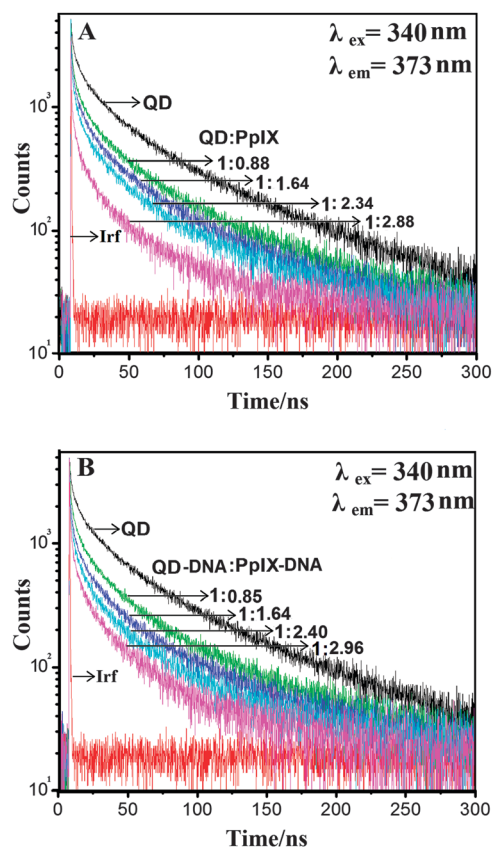 A
λ ex= 340 nm
λ em= 373 nm
QD
QD:PpIX
1:0.88
1:1.64
1:2.34
1:2.88
Irf
Counts
10³
10²
10¹
0 50 100 150 200 250 300
Time/ns
B
λ ex= 340 nm
λ em= 373 nm
QD
QD-DNA:PpIX-DNA
1:0.85
1:1.64
1:2.40
1:2.96
Irf
Counts
10³
10²
10¹
0 50 100 150 200 250 300
Time/ns